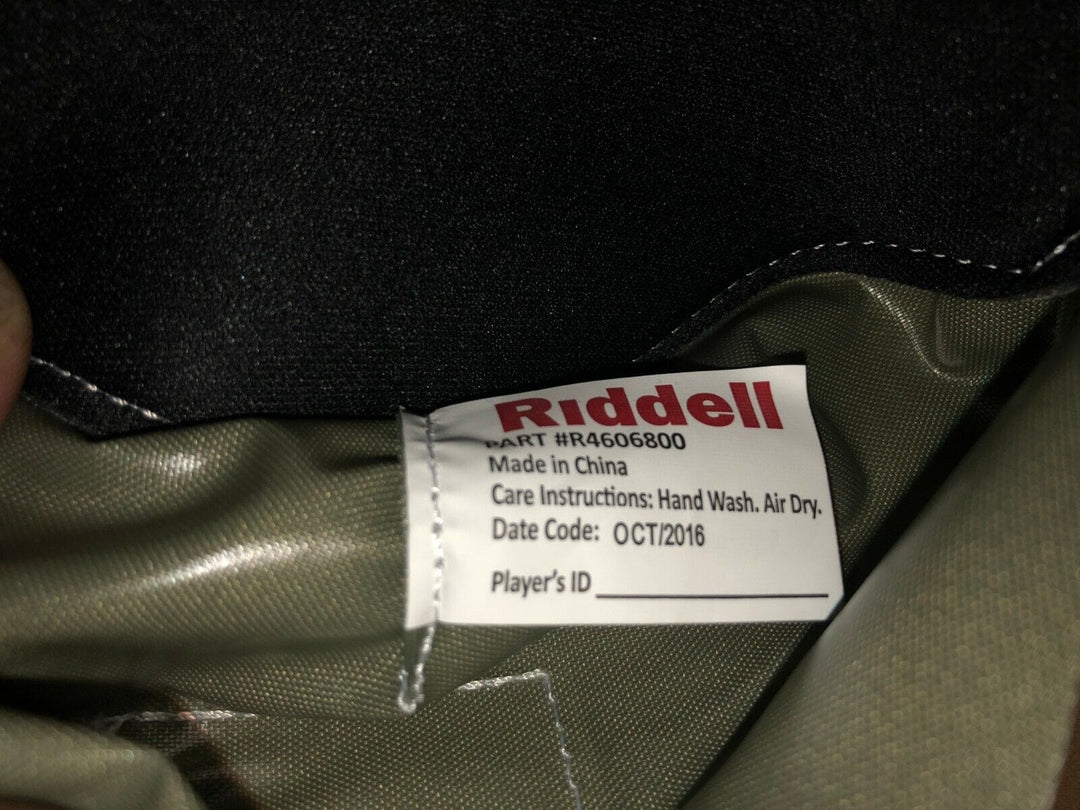 Riddell
PART #R4606800
Made in China
Care Instructions: Hand Wash. Air Dry.
Date Code: OCT/2016
Player's ID